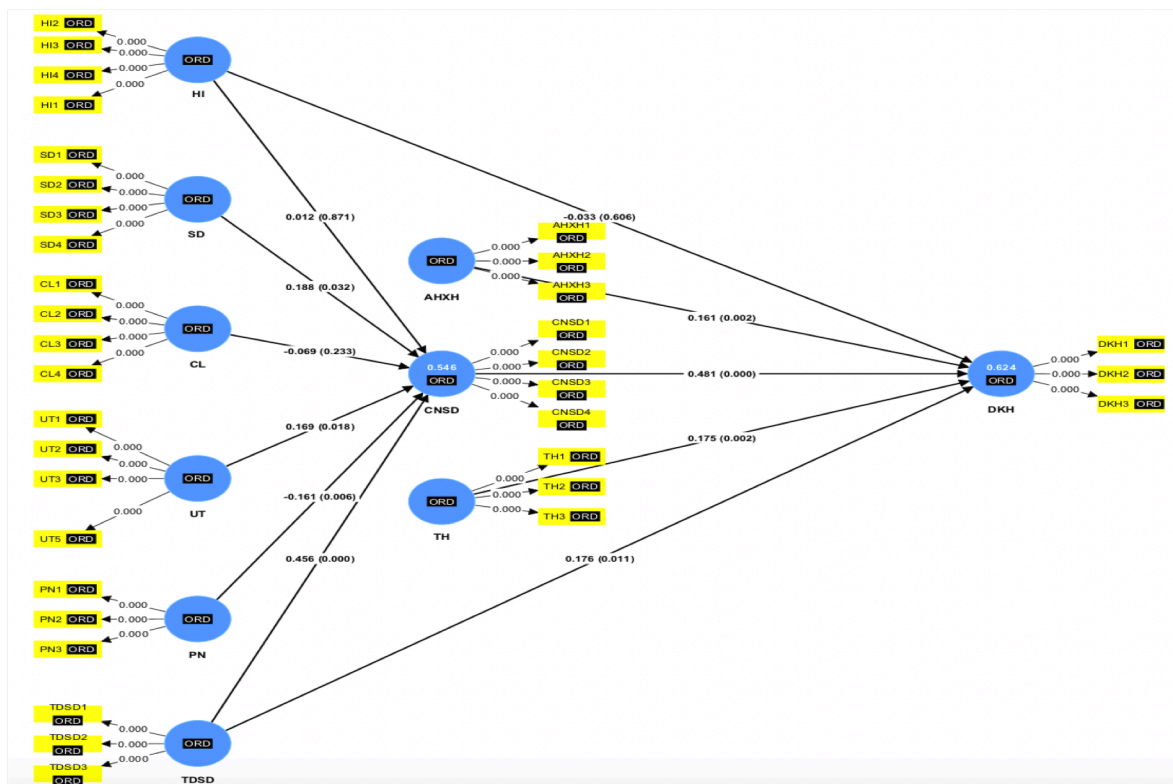 HI2 ORD
HI3 ORD
HI4 ORD
HI1 ORD
0.000
0.000
0.000
0.000
ORD
HI
SD1 ORD
SD2 ORD
SD3 ORD
SD4 ORD
0.000
0.000
0.000
0.000
ORD
SD
CL1 ORD
CL2 ORD
CL3 ORD
CL4 ORD
0.000
0.000
0.000
0.000
ORD
CL
UT1 ORD
UT2 ORD
UT3 ORD
UT5 ORD
0.000
0.000
0.000
0.000
ORD
UT
PN1 ORD
PN2 ORD
PN3 ORD
0.000
0.000
0.000
ORD
PN
TDSD1
ORD
TDSD2
ORD
TDSD3
ORD
0.000
0.000
0.000
ORD
TDSD
0.012 (0.871)
0.188 (0.032)
-0.069 (0.233)
0.169 (0.018)
-0.161 (0.006)
0.456 (0.000)
ORD
AHXH
0.000
0.000
0.000
AHXH1
ORD
AHXH2
ORD
AHXH3
ORD
0.546
ORD
CNSD
0.000
0.000
0.000
0.000
CNSD1
ORD
CNSD2
ORD
CNSD3
ORD
CNSD4
ORD
ORD
TH
0.000
0.000
0.000
TH1 ORD
TH2 ORD
TH3 ORD
-0.033 (0.606)
0.161 (0.002)
0.481 (0.000)
0.175 (0.002)
0.176 (0.011)
0.624
ORD
DKH
0.000
0.000
0.000
DKH1 ORD
DKH2 ORD
DKH3 ORD